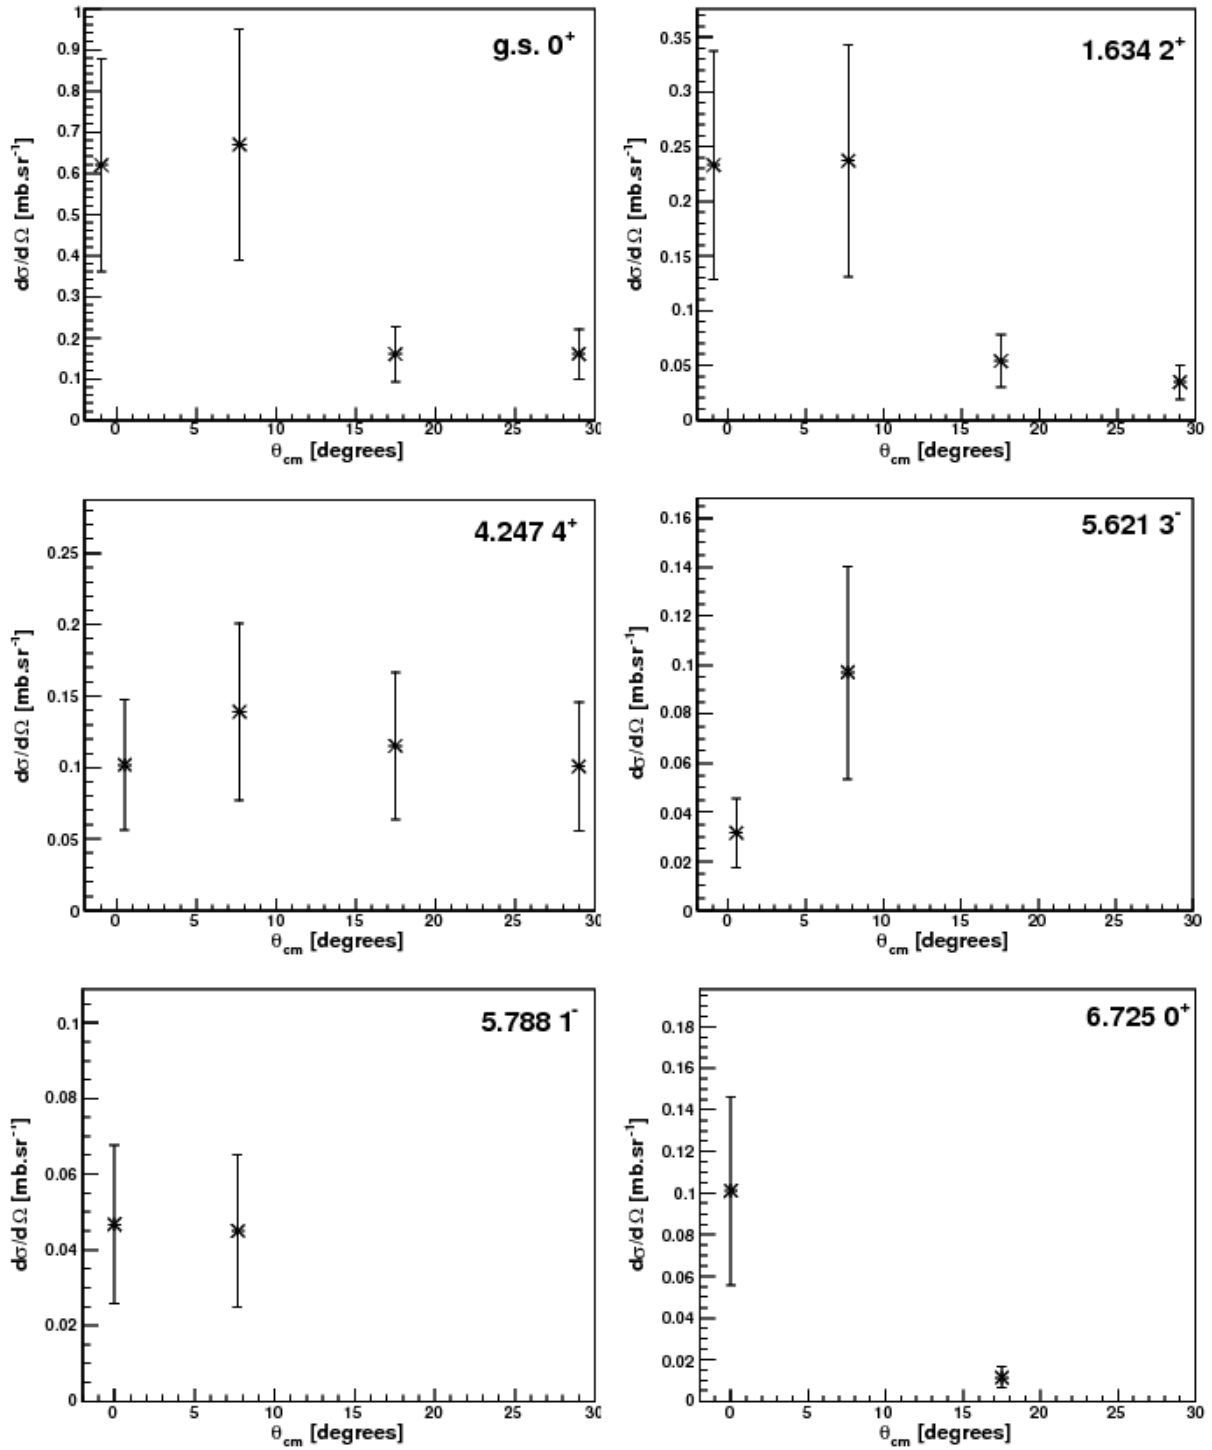 g.s. 0+
dσ/dΩ [mb.sr-1]
1
0.9
0.8
0.7
0.6
0.5
0.4
0.3
0.2
0.1
0
0 5 10 15 20 25 30
θcm [degrees]
1.634 2+
dσ/dΩ [mb.sr-1]
0.35
0.3
0.25
0.2
0.15
0.1
0.05
0
0 5 10 15 20 25 30
θcm [degrees]
4.247 4+
dσ/dΩ [mb.sr-1]
0.25
0.2
0.15
0.1
0.05
0
0 5 10 15 20 25 30
θcm [degrees]
5.621 3-
dσ/dΩ [mb.sr-1]
0.16
0.14
0.12
0.1
0.08
0.06
0.04
0.02
0
0 5 10 15 20 25 30
θcm [degrees]
5.788 1-
dσ/dΩ [mb.sr-1]
0.1
0.08
0.06
0.04
0.02
0
0 5 10 15 20 25 30
θcm [degrees]
6.725 0+
dσ/dΩ [mb.sr-1]
0.18
0.16
0.14
0.12
0.1
0.08
0.06
0.04
0.02
0
0 5 10 15 20 25 30
θcm [degrees]